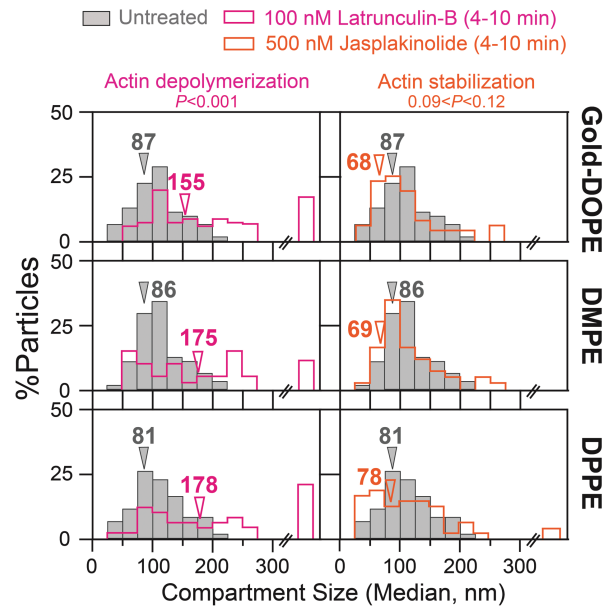 Untreated
100 nM Latrunculin-B (4-10 min)
500 nM Jasplakinolide (4-10 min)
Actin depolymerization
P<0.001
Actin stabilization
0.09<P<0.12
%Particles
50
25
0
87
155
87
68
Gold-DOPE
50
25
0
86
175
86
69
DMPE
50
25
0
81
178
81
78
DPPE
0 100 200 300
0 100 200 300
Compartment Size (Median, nm)